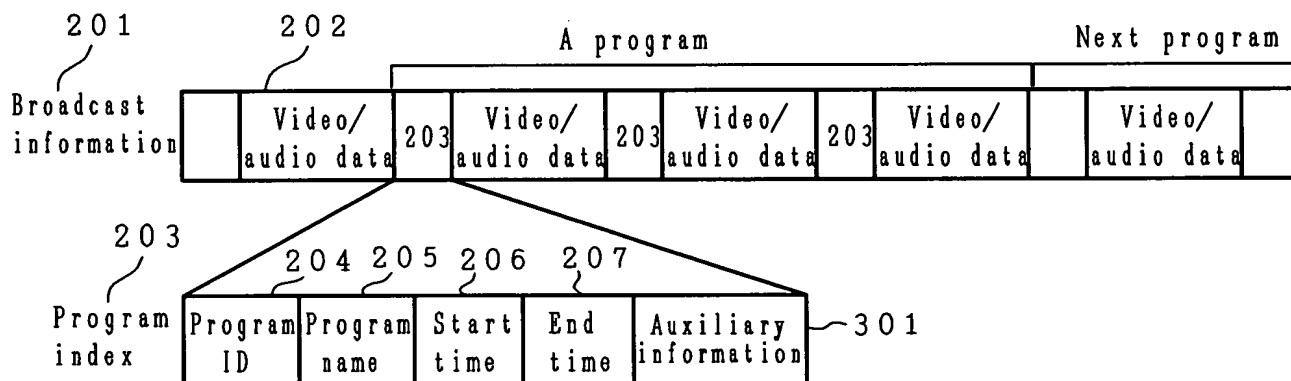 201
202
A program
Next program
Broadcast
information
Video/
audio data
203
Video/
audio data
203
Video/
audio data
203
Video/
audio data
Video/
audio data
203
204
205
206
207
Program
index
Program
ID
Program
name
Start
time
End
time
Auxiliary
information
301